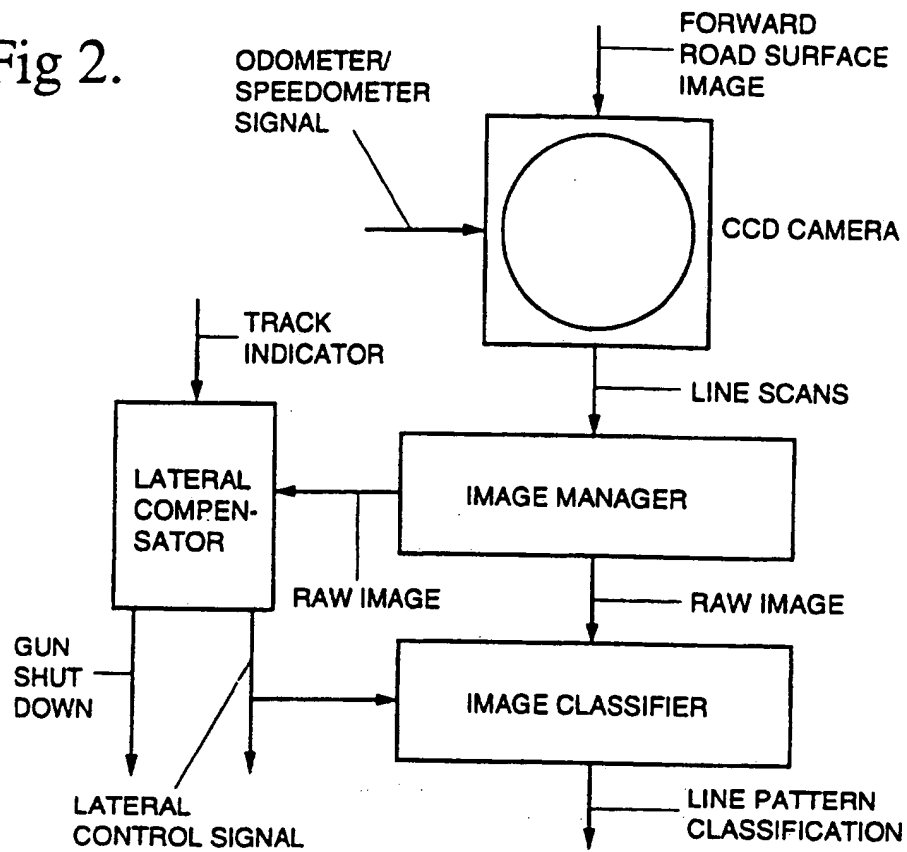 Fig 2.
FORWARD
ROAD SURFACE
IMAGE
ODOMETER/
SPEEDOMETER
SIGNAL
CCD CAMERA
TRACK
INDICATOR
LINE SCANS
LATERAL
COMPEN-
SATOR
IMAGE MANAGER
RAW IMAGE
RAW IMAGE
GUN
SHUT
DOWN
IMAGE CLASSIFIER
LATERAL
CONTROL SIGNAL
LINE PATTERN
CLASSIFICATION